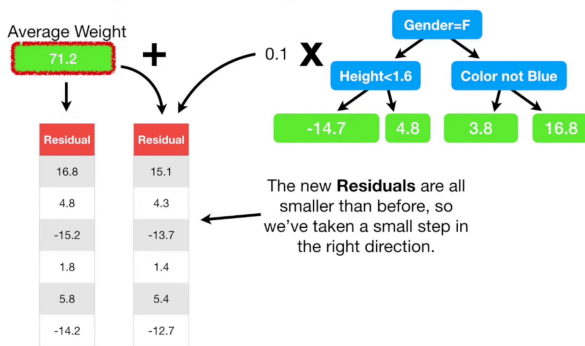 Average Weight
71.2
+
0.1 X
Gender=F
Height<1.6
Color not Blue
-14.7
4.8
3.8
16.8
Residual
16.8
4.8
-15.2
1.8
5.8
-14.2
Residual
15.1
4.3
-13.7
1.4
5.4
-12.7
The new Residuals are all
smaller than before, so
we’ve taken a small step in
the right direction.